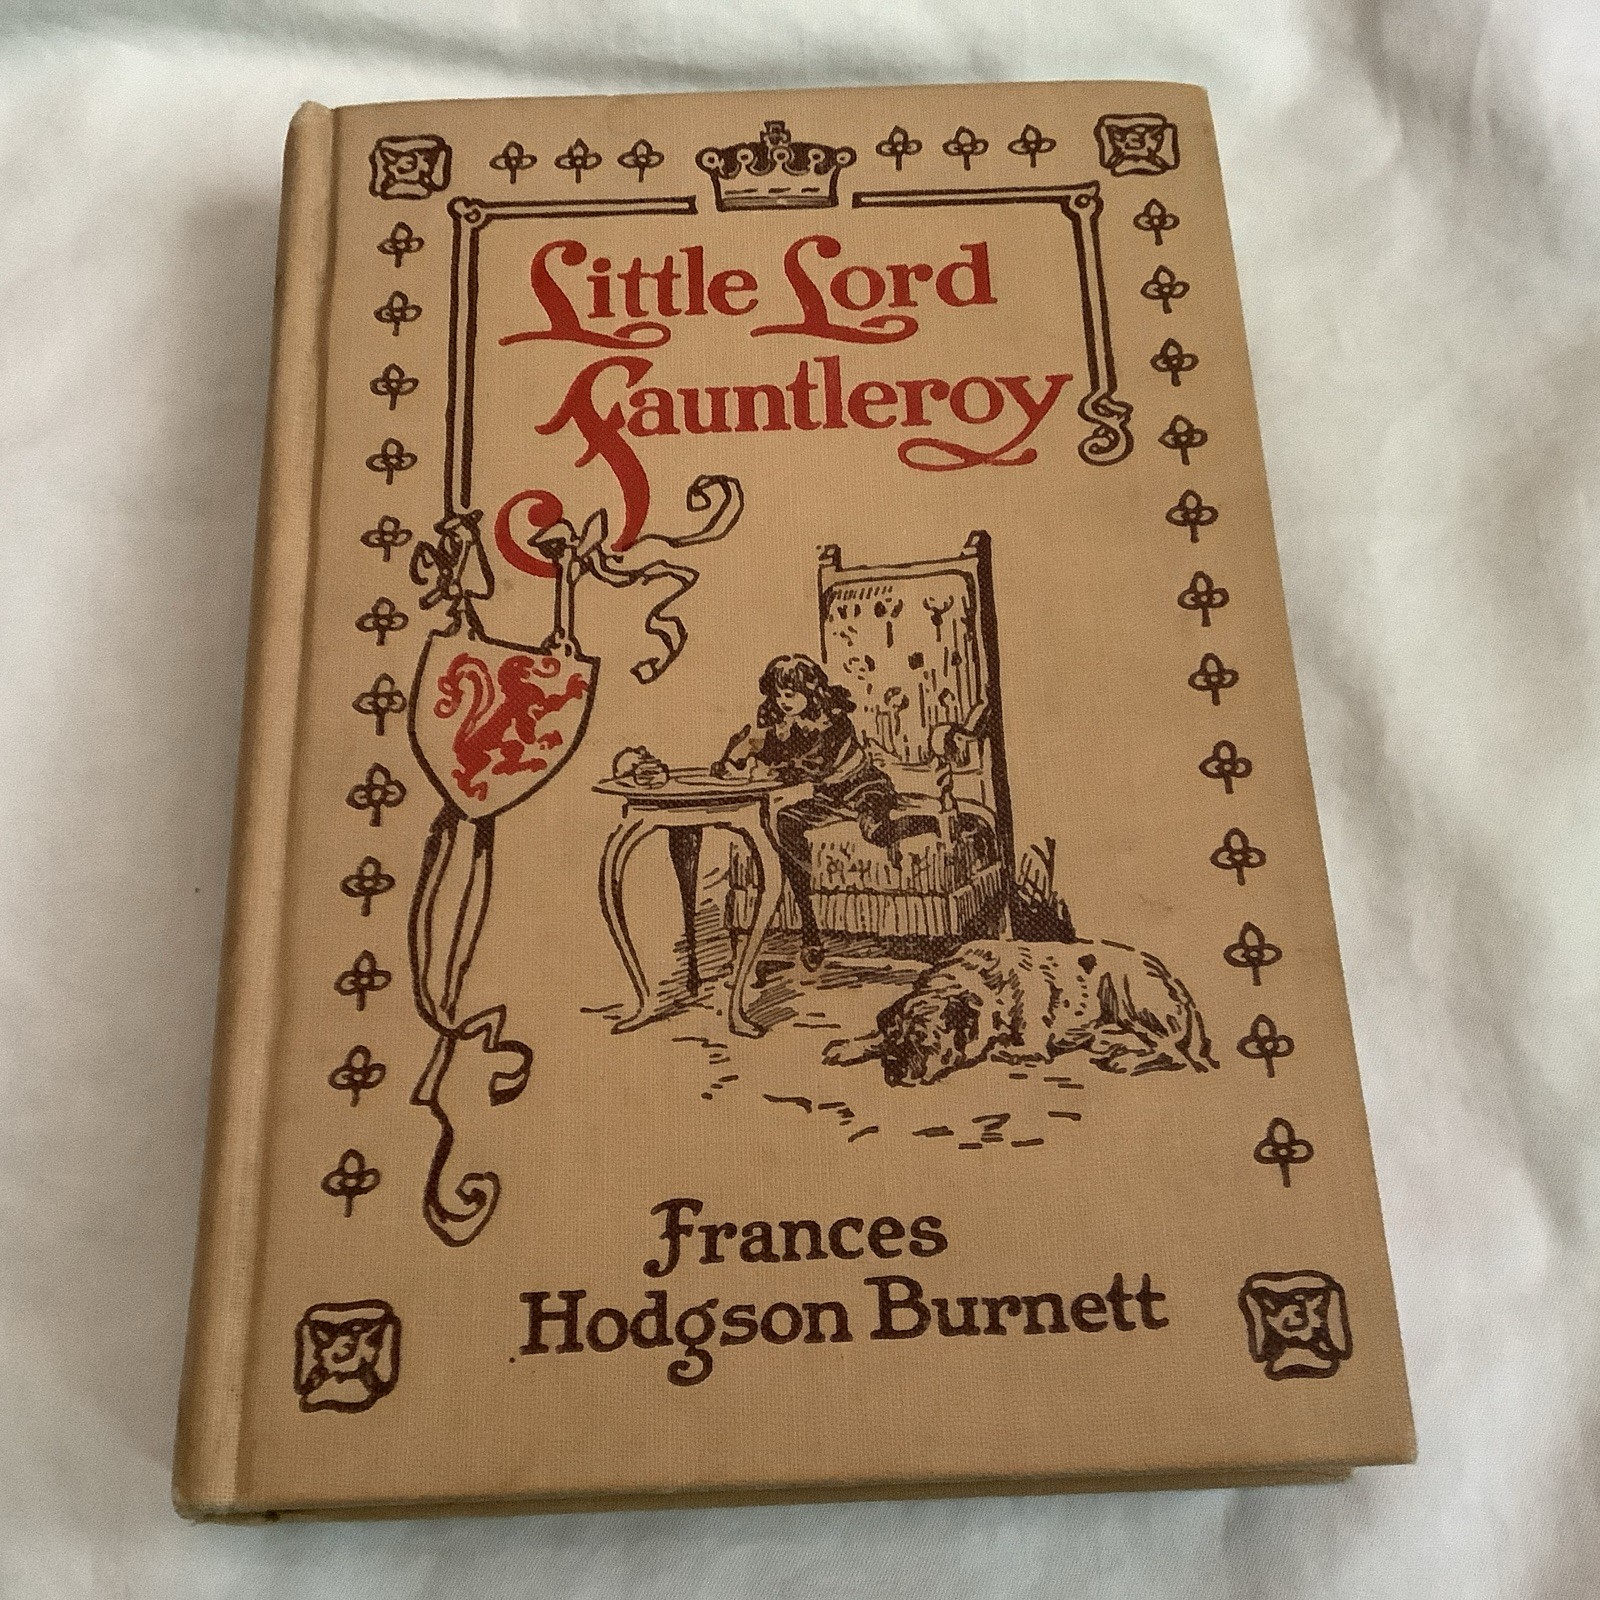 Little Lord
Fauntleroy
Frances
Hodgson Burnett